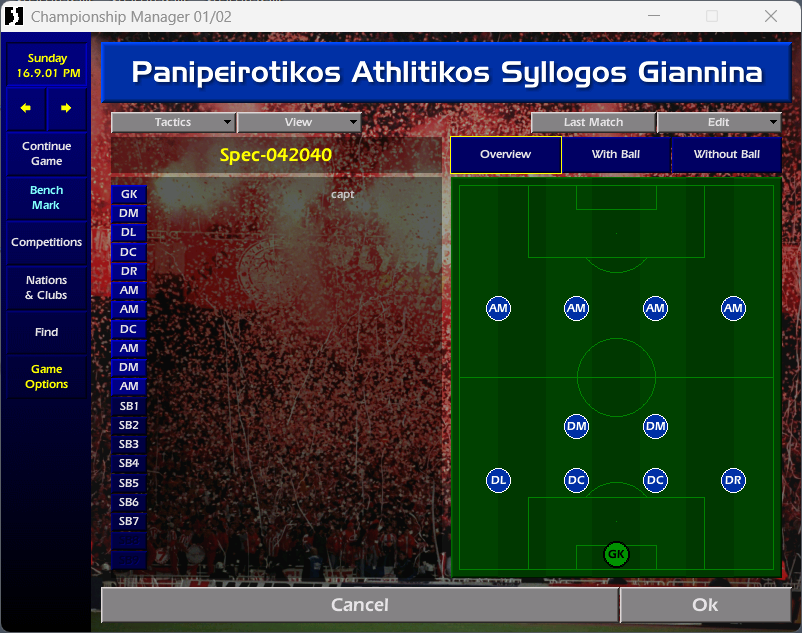 Championship Manager 01/02
Sunday
16.9.01 PM
Continue
Game
Bench
Mark
Competitions
Nations
& Clubs
Find
Game
Options
Panipeirotikos Athlitikos Syllogos Giannina
Tactics
View
Last Match
Edit
Spec-042040
Overview
With Ball
Without Ball
GK capt
DM
DL
DC
DR
AM
AM
DC
AM
DM
AM
SB1
SB2
SB3
SB4
SB5
SB6
SB7
AM AM AM AM
DM DM
DL DC DC DR
GK
Cancel
Ok